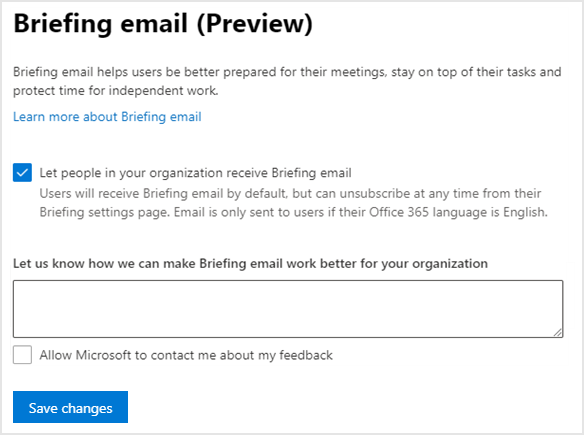 Briefing email (Preview)
Briefing email helps users be better prepared for their meetings, stay on top of their tasks and
protect time for independent work.
Learn more about Briefing email
Let people in your organization receive Briefing email
Users will receive Briefing email by default, but can unsubscribe at any time from their
Briefing settings page. Email is only sent to users if their Office 365 language is English.
Let us know how we can make Briefing email work better for your organization
Allow Microsoft to contact me about my feedback
Save changes